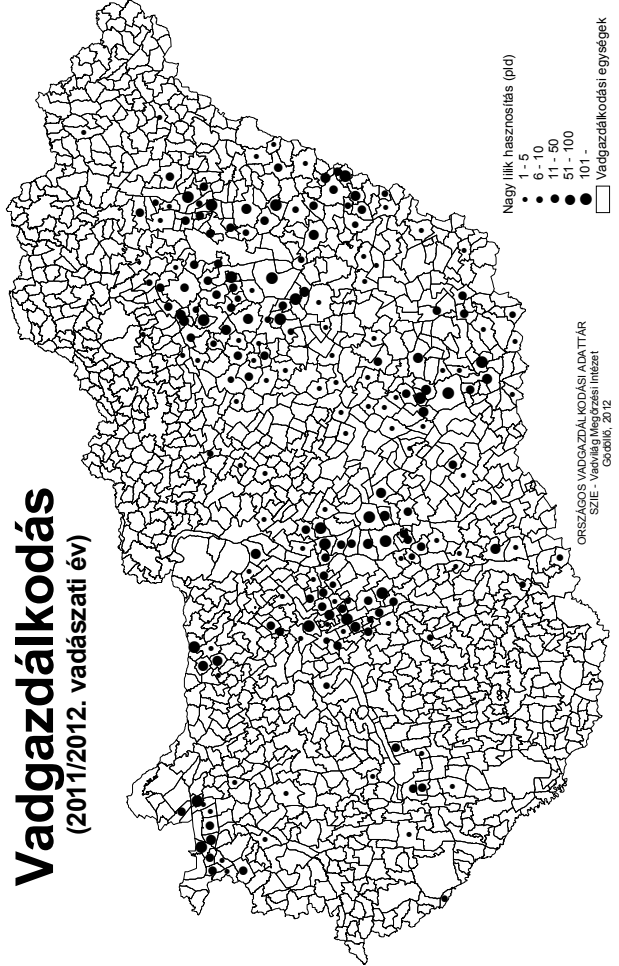 Vadgazdálkodás
(2011/2012. vadászati év)
Nagy lilik hasznosítás (pld)
1 - 5
6 - 10
11 - 50
51 - 100
101 -
Vadgazdálkodási egységek
ORSZÁGOS VADGAZDÁLKODÁSI ADATTÁR
SZIE - Vadvilág Megőrzési Intézet
Gödöllő, 2012